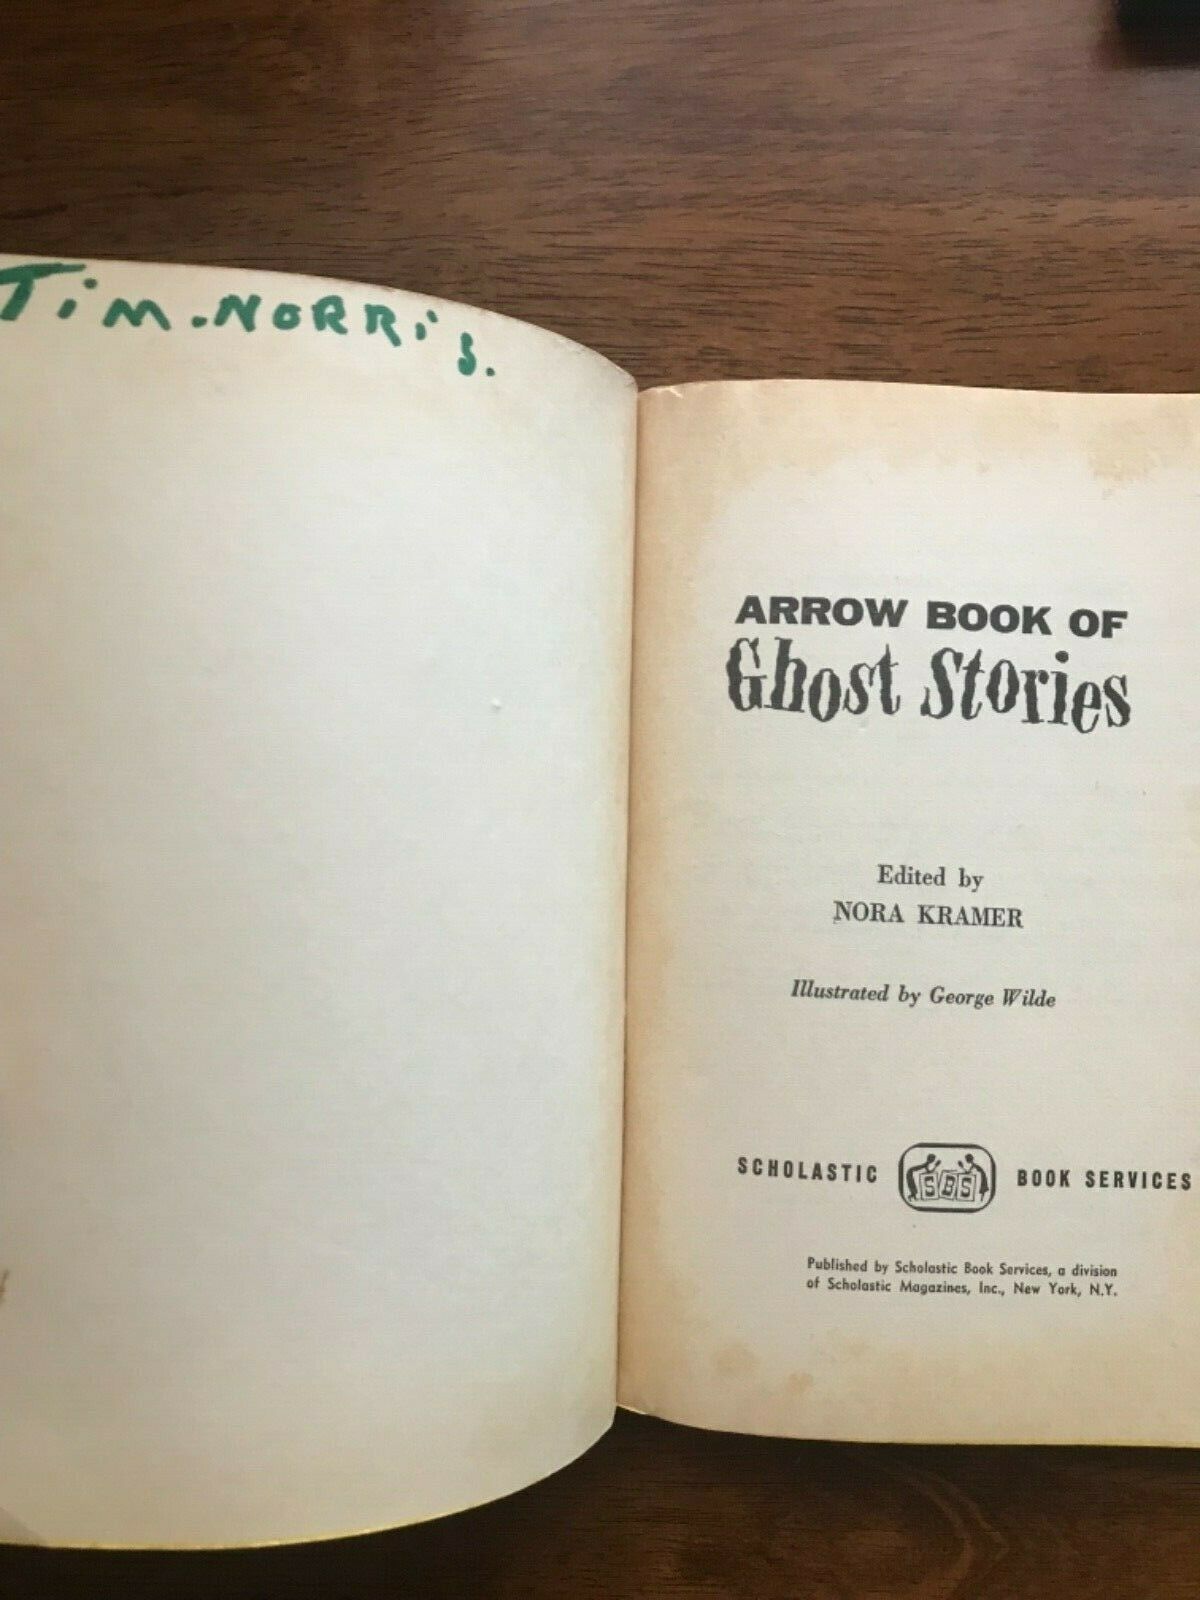 TiM.NORRiS.
ARROW BOOK OF
Ghost Stories
Edited by
NORA KRAMER
Illustrated by George Wilde
SCHOLASTIC SBS BOOK SERVICES
Published by Scholastic Book Services, a division
of Scholastic Magazines, Inc., New York, N.Y.